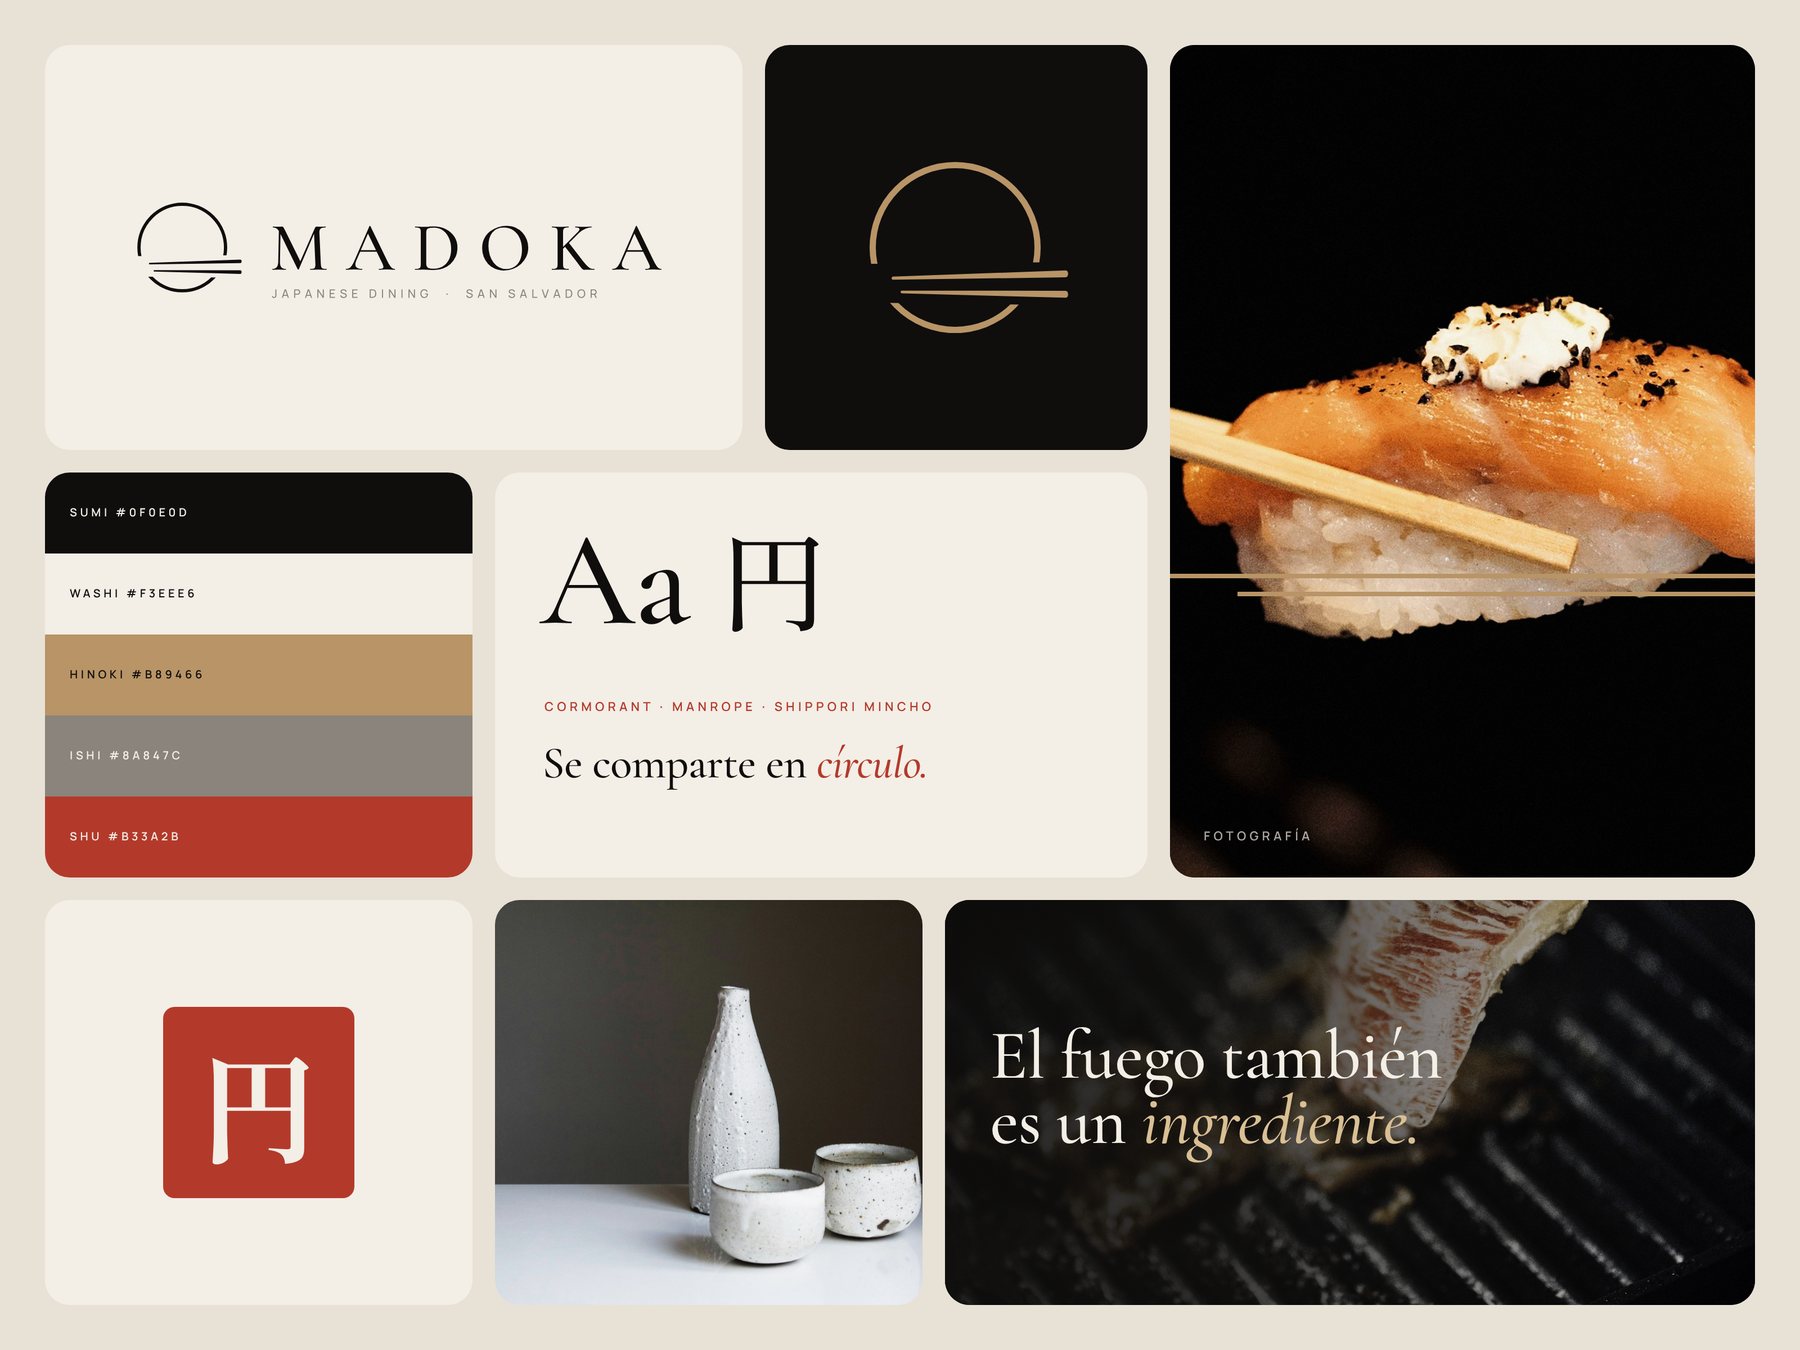 MADOKA
JAPANESE DINING · SAN SALVADOR
SUMI #0F0E0D
WASHI #F3EEE6
HINOKI #B89466
ISHI #8A847C
SHU #B33A2B
Aa 円
CORMORANT · MANROPE · SHIPPORI MINCHO
Se comparte en círculo.
FOTOGRAFÍA
円
El fuego también
es un ingrediente.